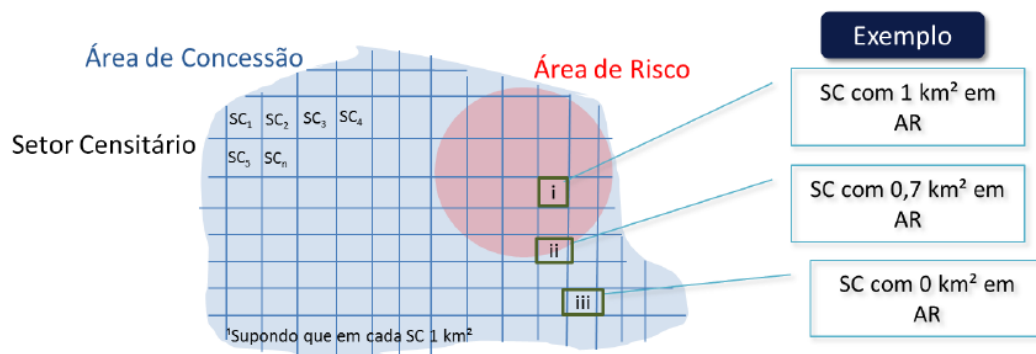 Exemplo
Área de Concessão
Área de Risco
SC com 1 km² em
AR
SC₁ SC₂ SC₃ SC₄
Setor Censitário
SC₅ SCₙ
i
SC com 0,7 km² em
AR
ii
iii
SC com 0 km² em
AR
¹Supondo que em cada SC 1 km²